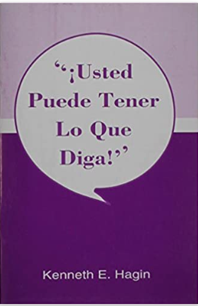 “¡Usted
Puede Tener
Lo Que
Diga!’’
Kenneth E. Hagin